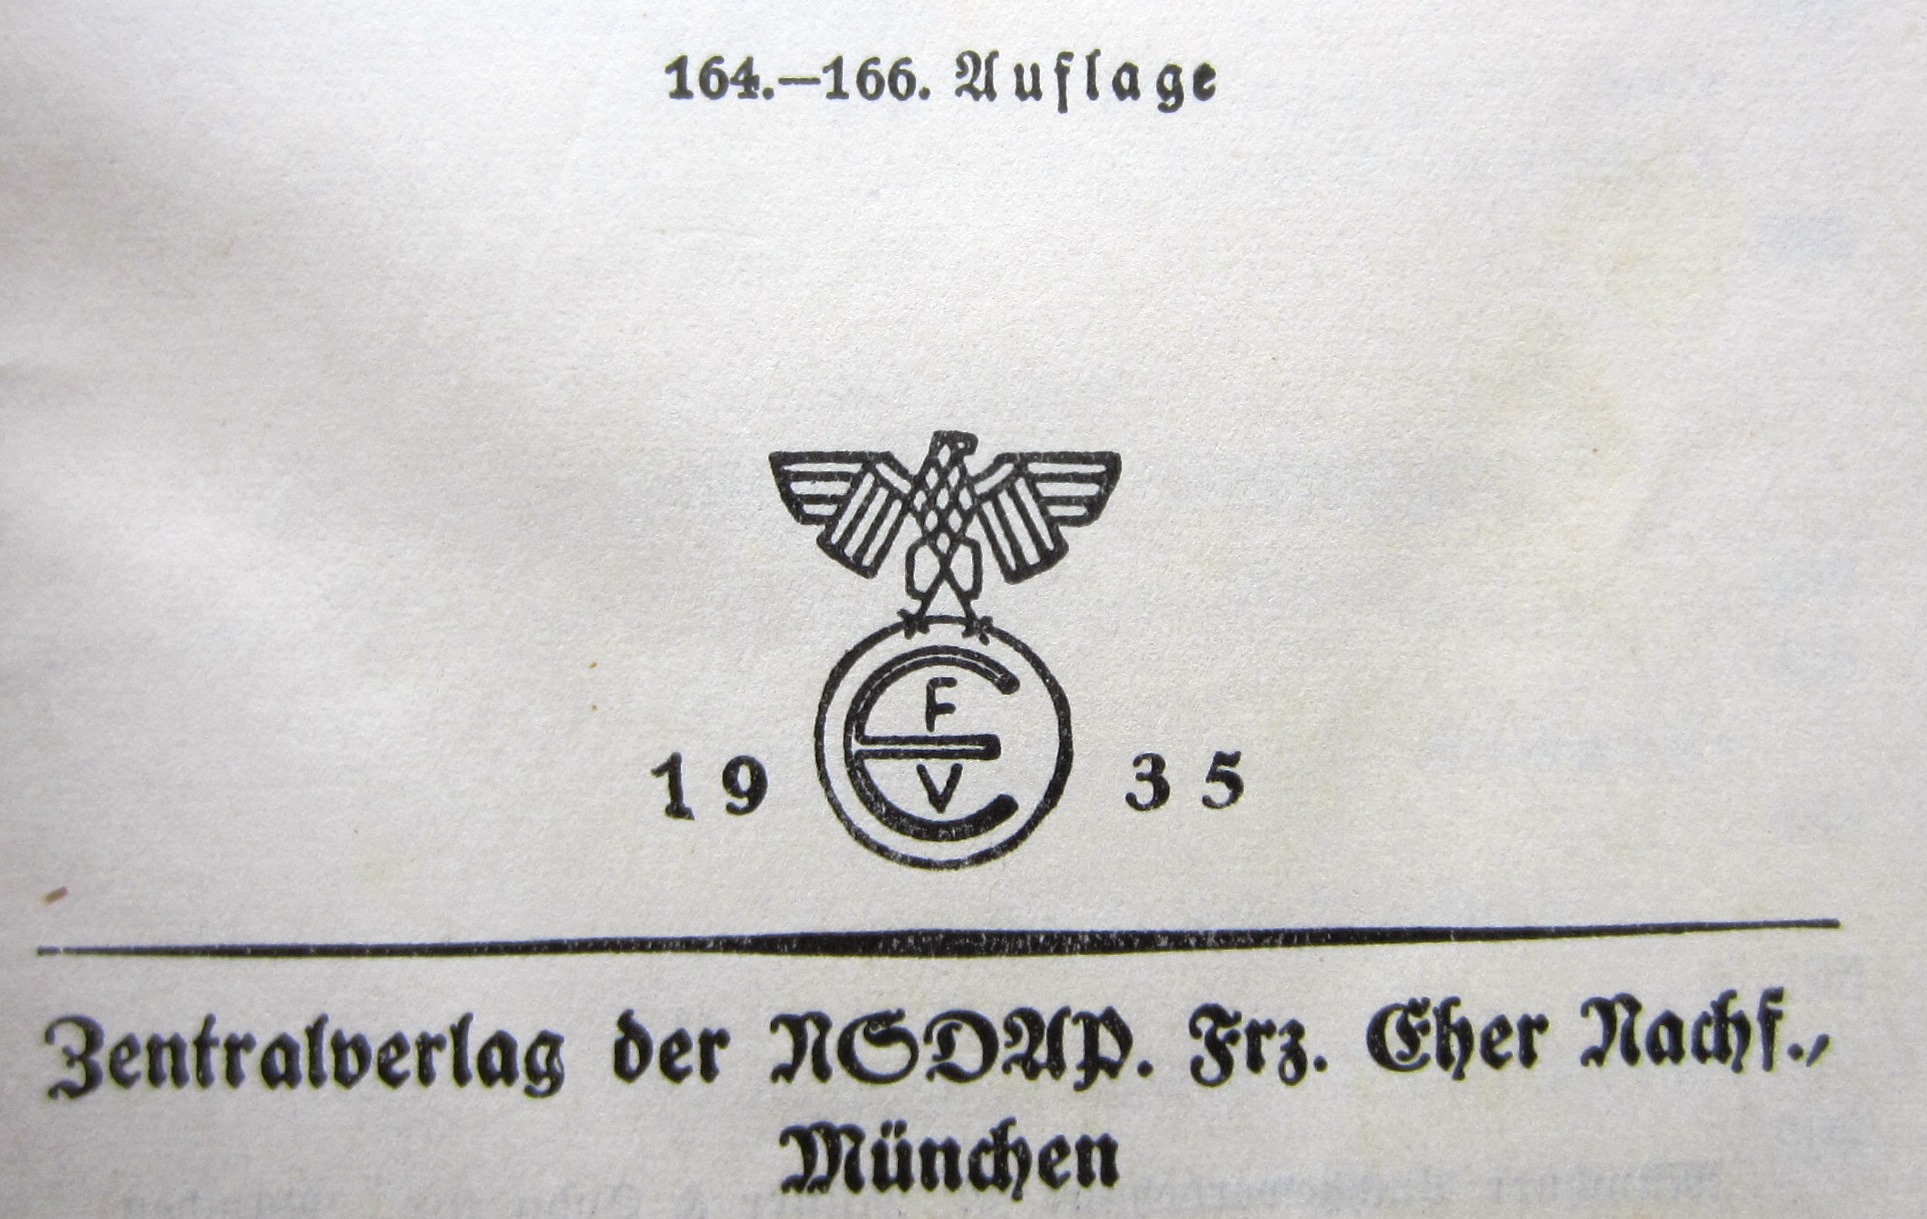 164.—166. Auflage
F
E
V
19 35
Zentralverlag der NSDAP. Frz. Eher Nachf.,
München